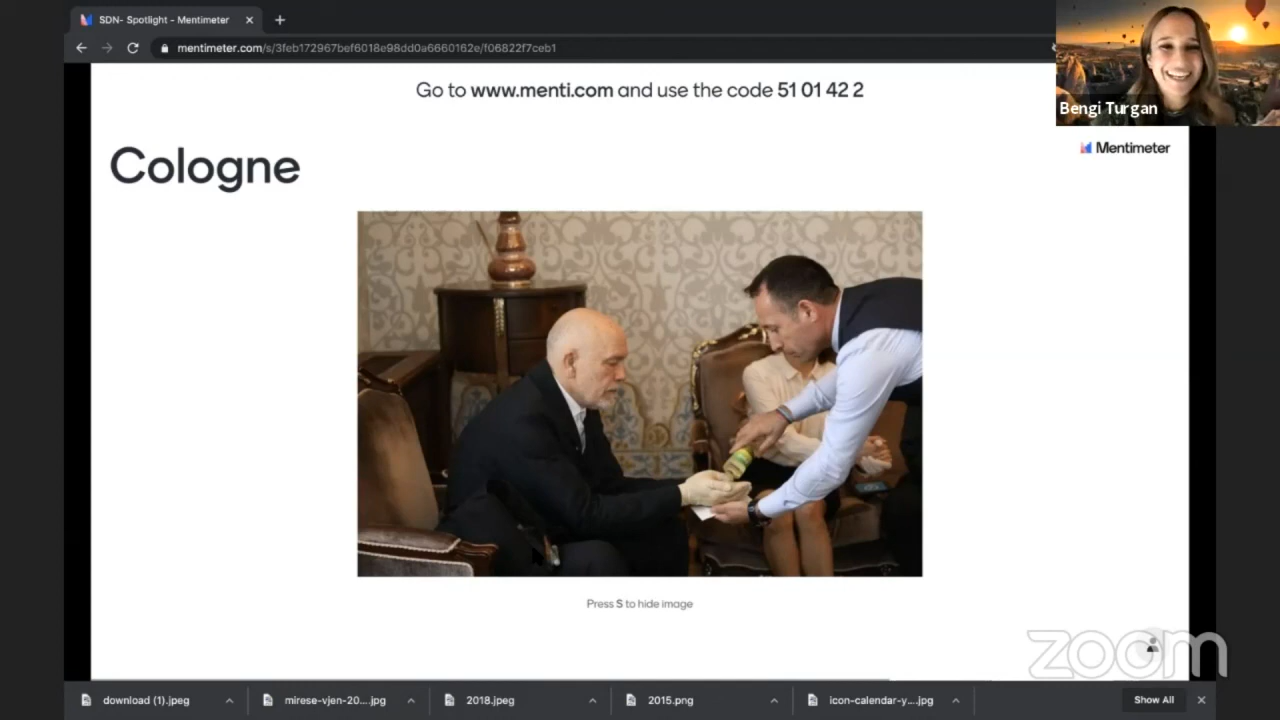 SDN- Spotlight - Mentimeter
mentimeter.com/s/3feb172967bef6018e98dd0a6660162e/f06822f7ceb1
Bengi Turgan
Go to www.menti.com and use the code 51 01 42 2
Mentimeter
Cologne
Press S to hide image
zoom
download (1).jpeg
mirese-vjen-20....jpg
2018.jpeg
2015.png
icon-calendar-y....jpg
Show All